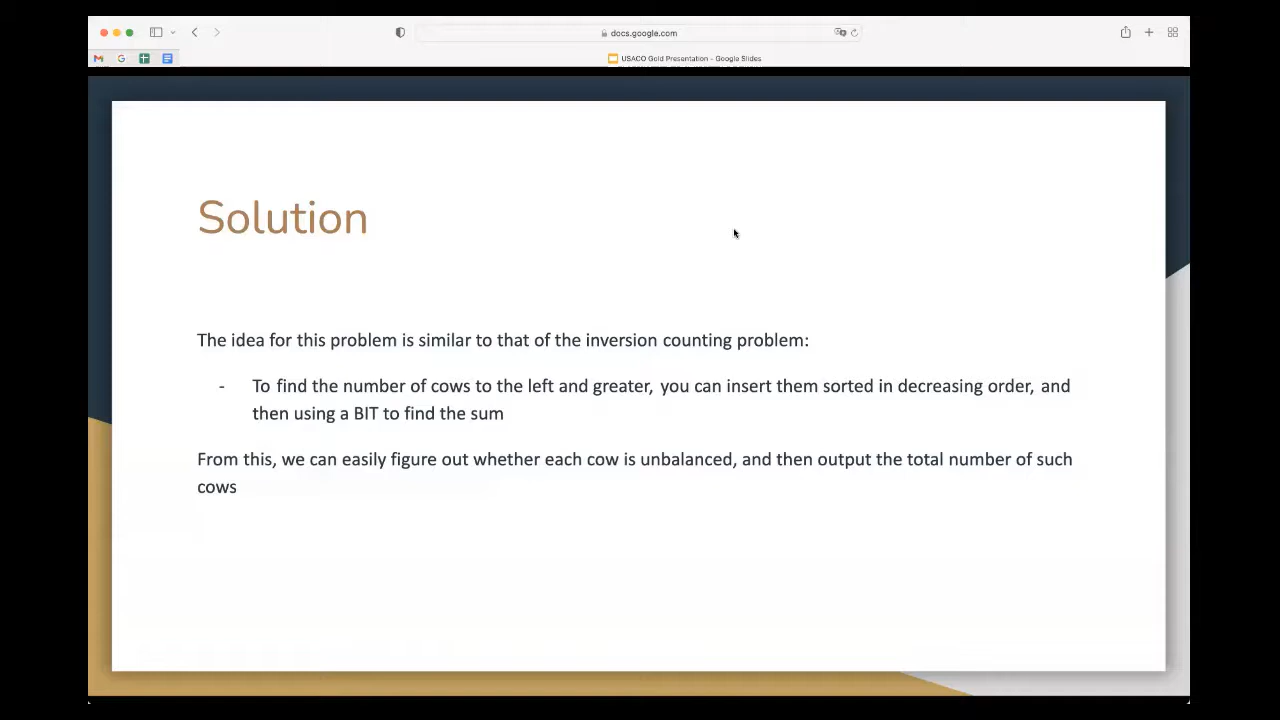 docs.google.com
USACO Gold Presentation - Google Slides
Solution
The idea for this problem is similar to that of the inversion counting problem:
- To find the number of cows to the left and greater, you can insert them sorted in decreasing order, and
then using a BIT to find the sum
From this, we can easily figure out whether each cow is unbalanced, and then output the total number of such
cows